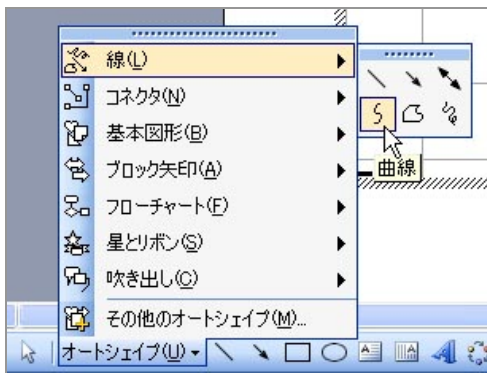 線(L)
コネクタ(N)
基本図形(B)
ブロック矢印(A)
フローチャート(F)
星とリボン(S)
吹き出し(C)
その他のオートシェイプ(M)...
曲線
オートシェイプ(U)